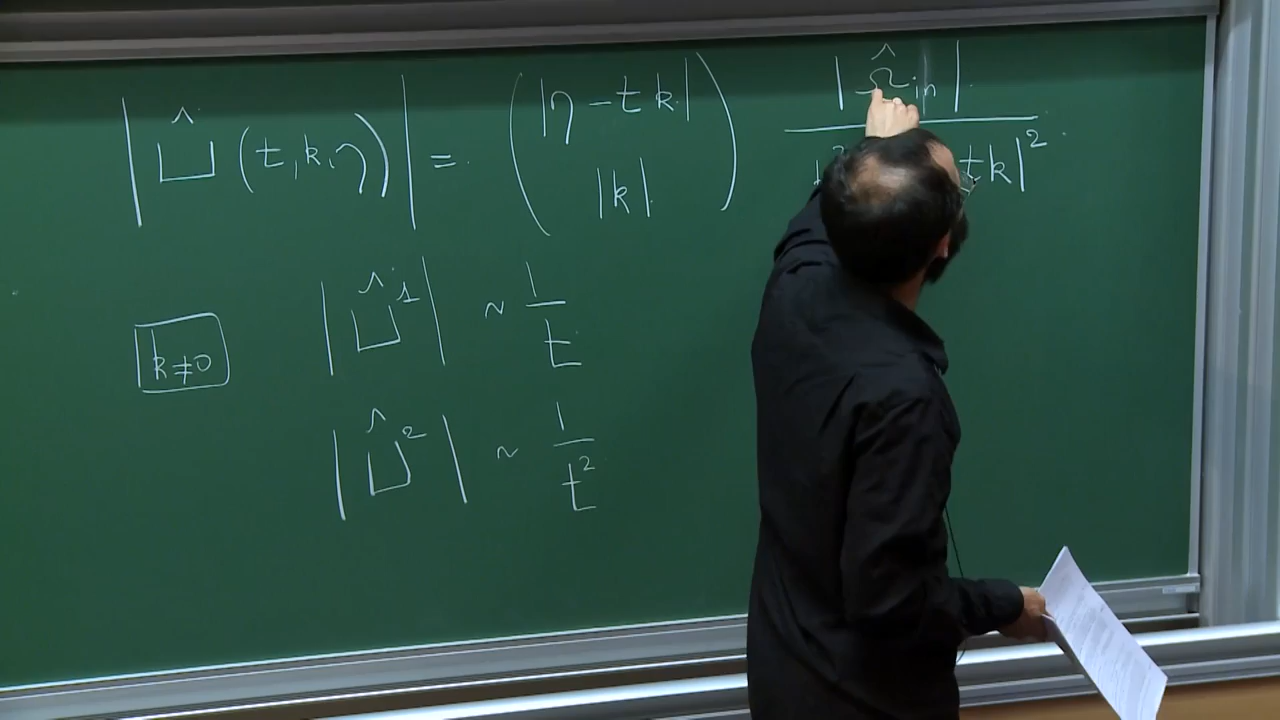 |Û(t,k,η)| = ( |η-tk| |k| ) |Ω̂in| / tk|²
k≠0 |Û¹| ~ 1/t
|Û²| ~ 1/t²